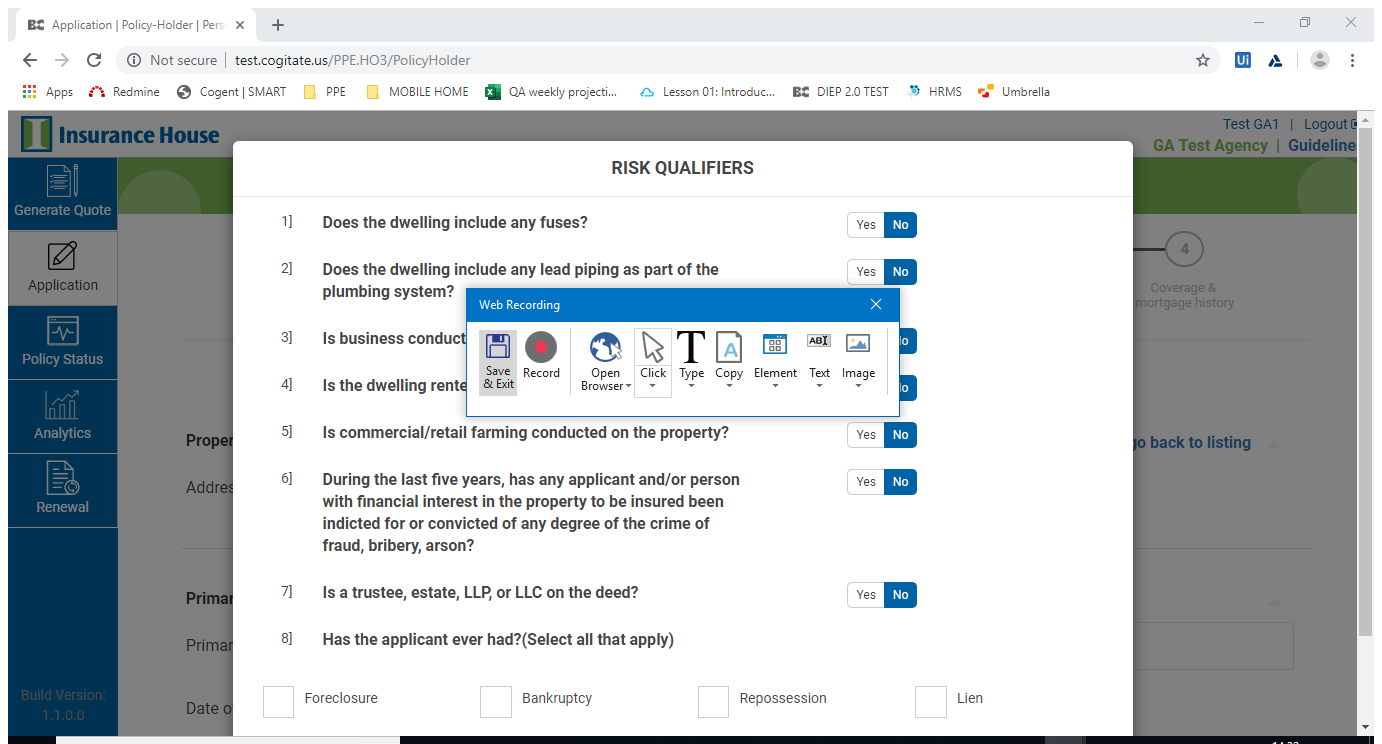 BC Application | Policy-Holder | Pers
Not secure | test.cogitate.us/PPE.HO3/PolicyHolder
Ui
Apps Redmine Cogent | SMART PPE MOBILE HOME QA weekly projecti... Lesson 01: Introduc... BC DIEP 2.0 TEST HRMS Umbrella
Insurance House
Test GA1 | Logout
GA Test Agency | Guideline
Generate Quote
Application
Policy Status
Analytics
Renewal
Build Version:
1.1.0.0
4
Coverage &
mortgage history
go back to listing
Proper
Addres
Primar
Primar
Date o
RISK QUALIFIERS
1] Does the dwelling include any fuses? Yes No
2] Does the dwelling include any lead piping as part of the
plumbing system? Yes No
3] Is business conduct
4] Is the dwelling rente
Web Recording
Save
& Exit
Record
Open
Browser
Click
Type
Copy
Element
ABI
Text
Image
5] Is commercial/retail farming conducted on the property? Yes No
6] During the last five years, has any applicant and/or person
with financial interest in the property to be insured been
indicted for or convicted of any degree of the crime of
fraud, bribery, arson? Yes No
7] Is a trustee, estate, LLP, or LLC on the deed? Yes No
8] Has the applicant ever had?(Select all that apply)
Foreclosure Bankruptcy Repossession Lien